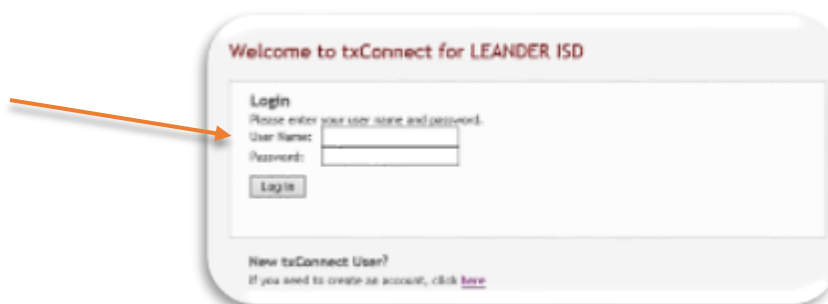 Welcome to txConnect for LEANDER ISD
Login
Please enter your user name and password.
User Name:
Password:
Log In
New txConnect User?
If you need to create an account, click here